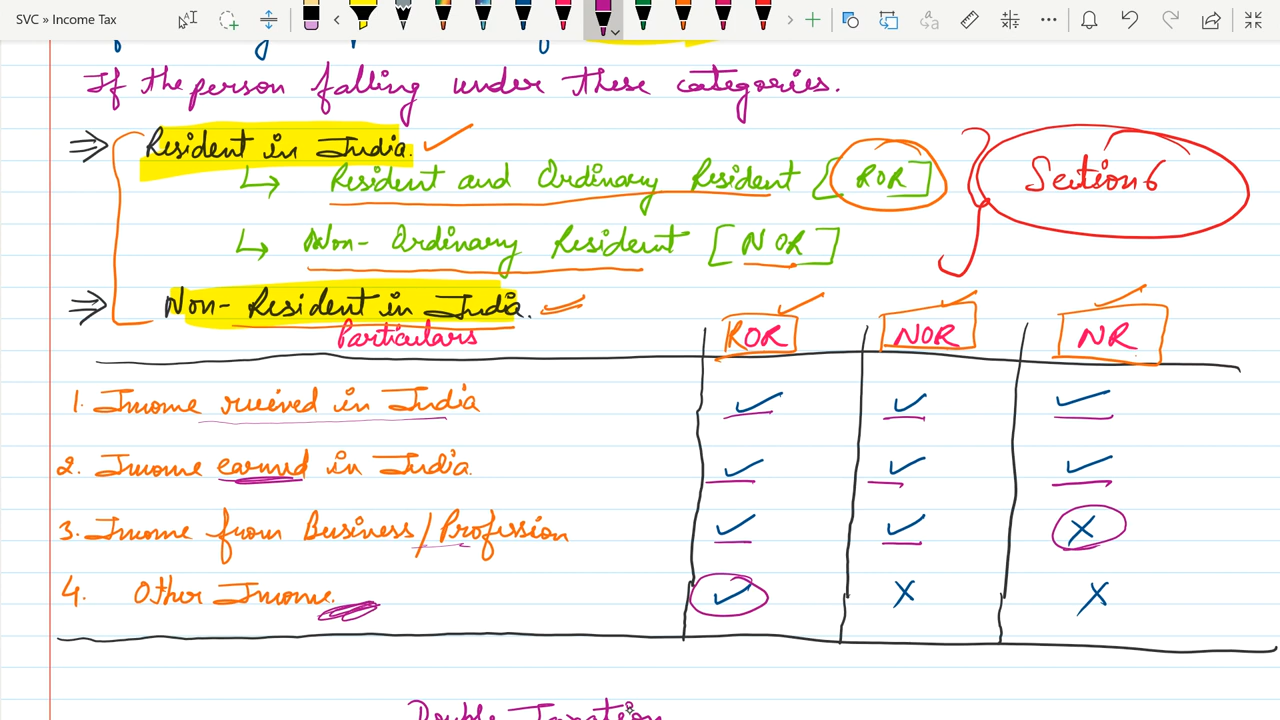 SVC » Income Tax
If the person falling under these categories.
⇒ Resident in India. ✓
↳ Resident and Ordinary Resident [ROR]
Section 6
↳ Non-Ordinary Resident [NOR]
⇒ Non-Resident in India. ✓
Particulars ROR NOR NR
1. Income recieved in India ✓ ✓ ✓
2. Income earned in India. ✓ ✓ ✓
3. Income from Business/Profession ✓ ✓ ✗
4. Other Income. ✓ ✗ ✗
Double Taxation